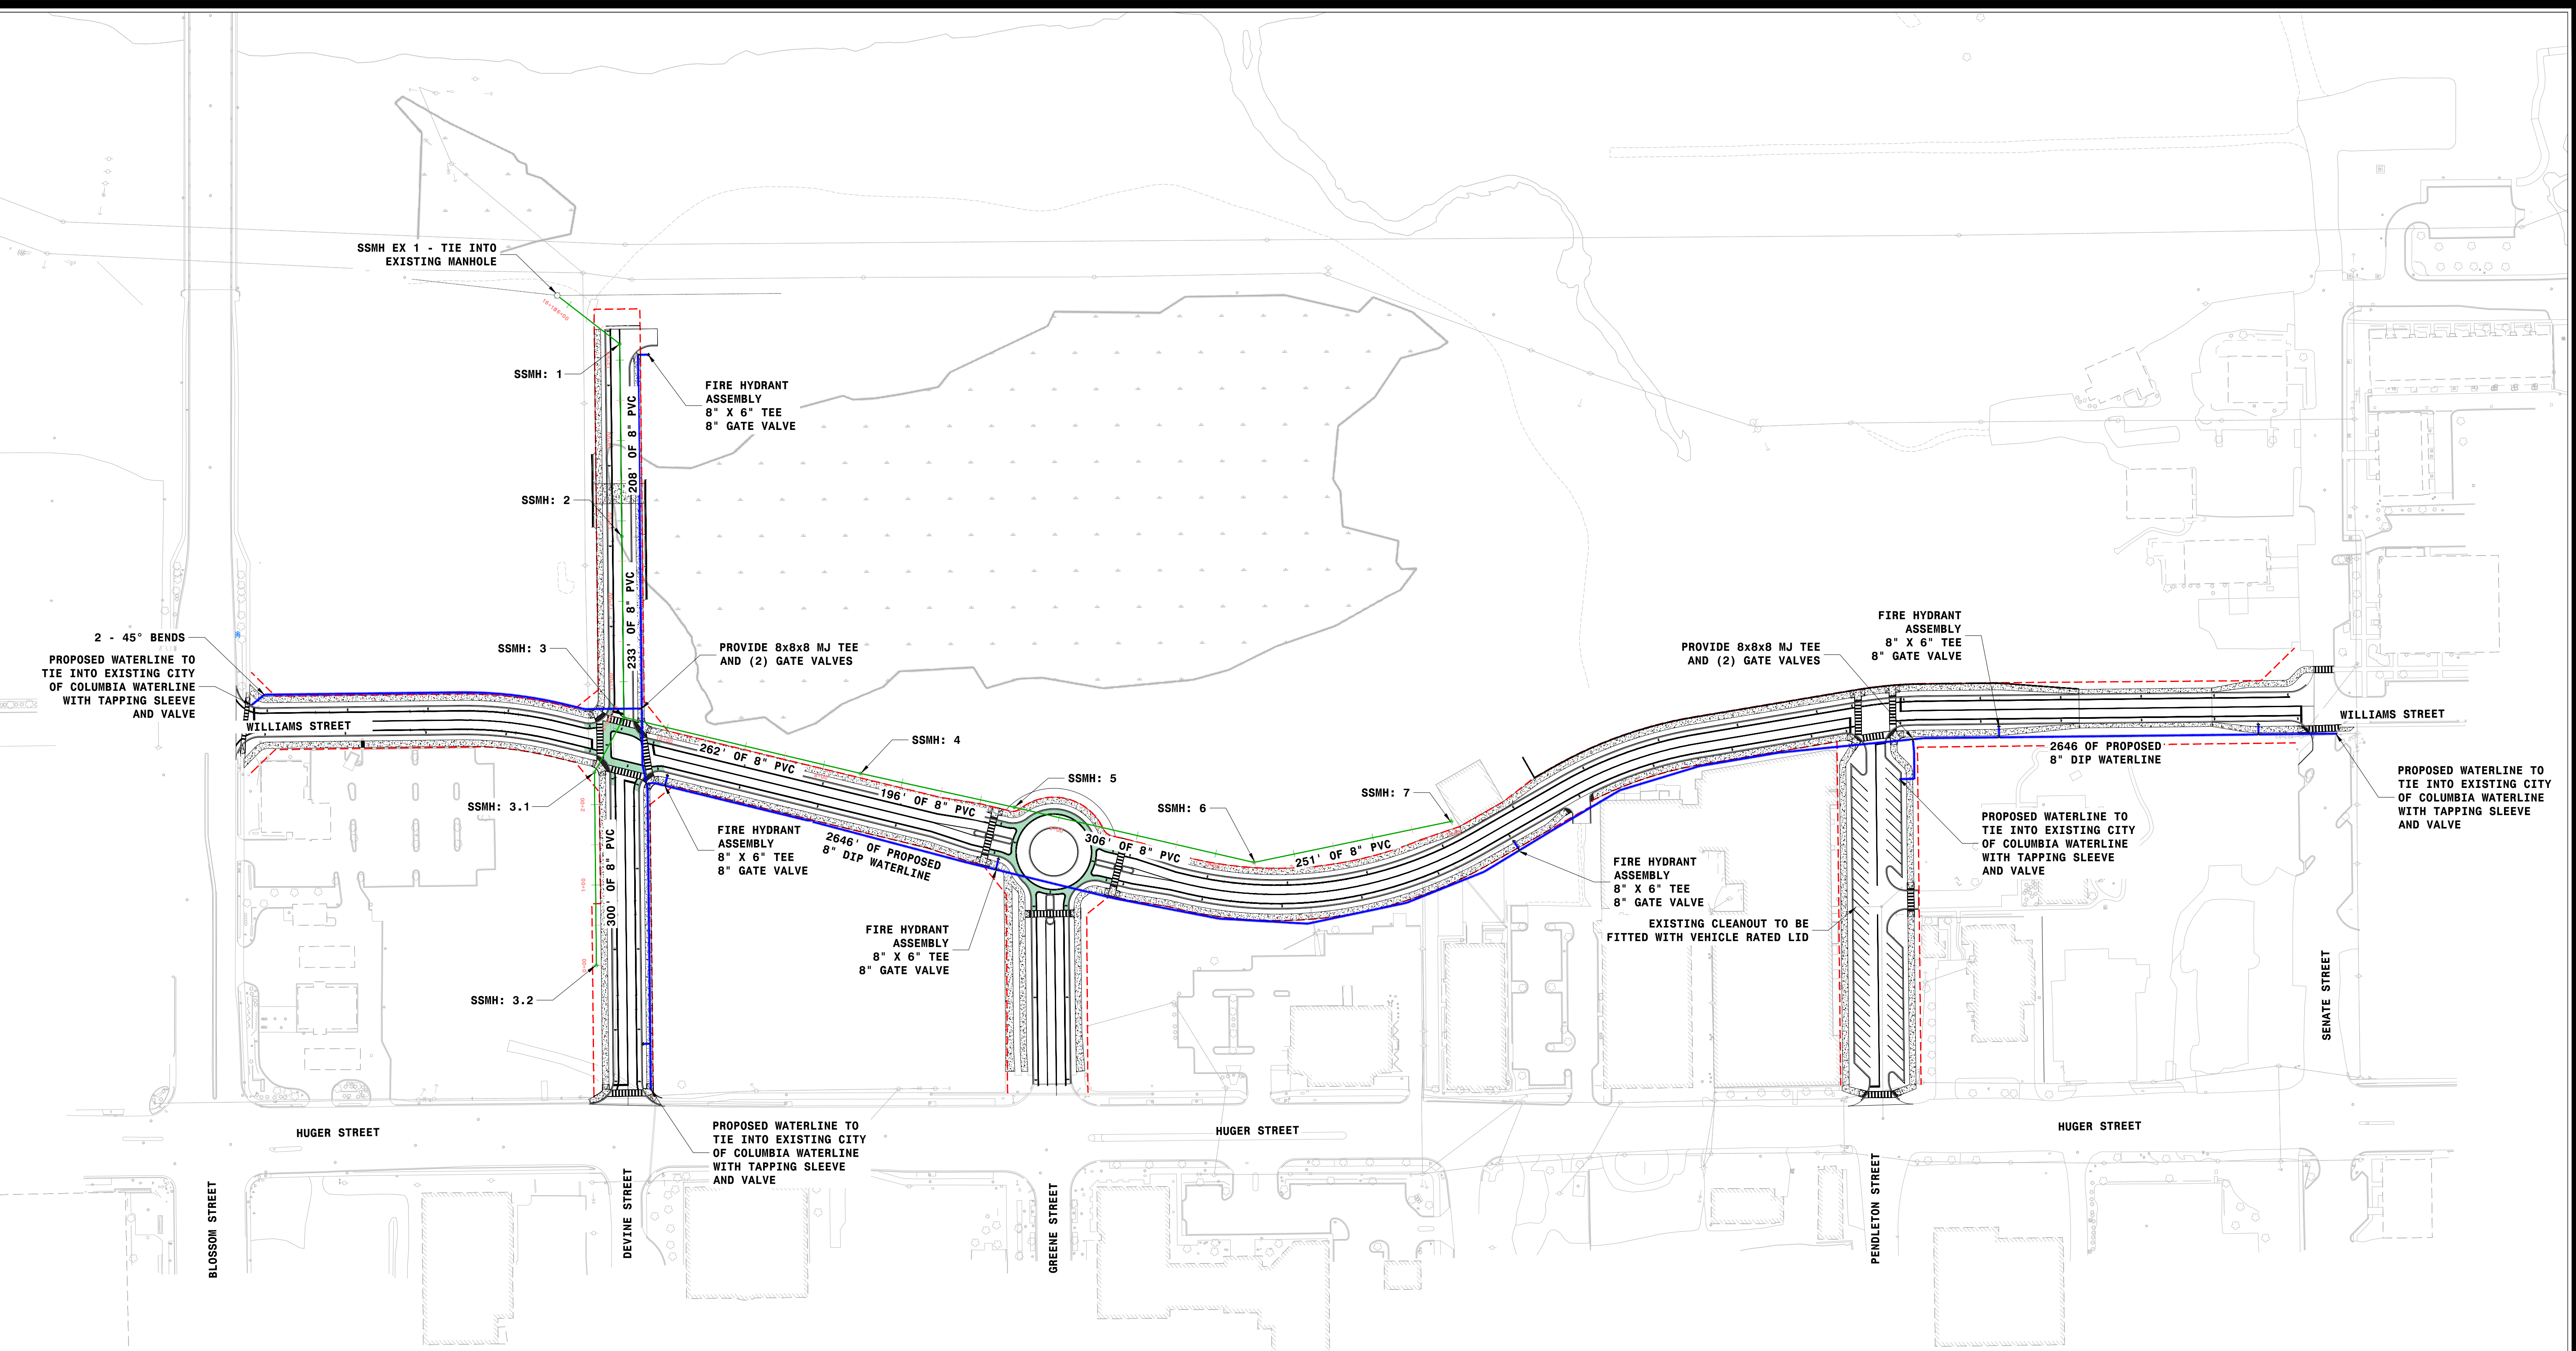 SSMH EX 1 - TIE INTO
EXISTING MANHOLE
SSMH: 1
FIRE HYDRANT
ASSEMBLY
8" X 6" TEE
8" GATE VALVE
208' OF 8" PVC
SSMH: 2
233' OF 8" PVC
SSMH: 3
2 - 45° BENDS
PROPOSED WATERLINE TO
TIE INTO EXISTING CITY
OF COLUMBIA WATERLINE
WITH TAPPING SLEEVE
AND VALVE
WILLIAMS STREET
PROVIDE 8x8x8 MJ TEE
AND (2) GATE VALVES
262' OF 8" PVC
SSMH: 4
196' OF 8" PVC
SSMH: 5
SSMH: 3.1
300' OF 8" PVC
2+00
1+00
0+00
SSMH: 3.2
FIRE HYDRANT
ASSEMBLY
8" X 6" TEE
8" GATE VALVE
2646' OF PROPOSED
8" DIP WATERLINE
FIRE HYDRANT
ASSEMBLY
8" X 6" TEE
8" GATE VALVE
306' OF 8" PVC
SSMH: 6
251' OF 8" PVC
SSMH: 7
FIRE HYDRANT
ASSEMBLY
8" X 6" TEE
8" GATE VALVE
EXISTING CLEANOUT TO BE
FITTED WITH VEHICLE RATED LID
PROVIDE 8x8x8 MJ TEE
AND (2) GATE VALVES
FIRE HYDRANT
ASSEMBLY
8" X 6" TEE
8" GATE VALVE
WILLIAMS STREET
2646 OF PROPOSED
8" DIP WATERLINE
PROPOSED WATERLINE TO
TIE INTO EXISTING CITY
OF COLUMBIA WATERLINE
WITH TAPPING SLEEVE
AND VALVE
PROPOSED WATERLINE TO
TIE INTO EXISTING CITY
OF COLUMBIA WATERLINE
WITH TAPPING SLEEVE
AND VALVE
SENATE STREET
HUGER STREET
PROPOSED WATERLINE TO
TIE INTO EXISTING CITY
OF COLUMBIA WATERLINE
WITH TAPPING SLEEVE
AND VALVE
HUGER STREET
HUGER STREET
BLOSSOM STREET
DEVINE STREET
GREENE STREET
PENDLETON STREET